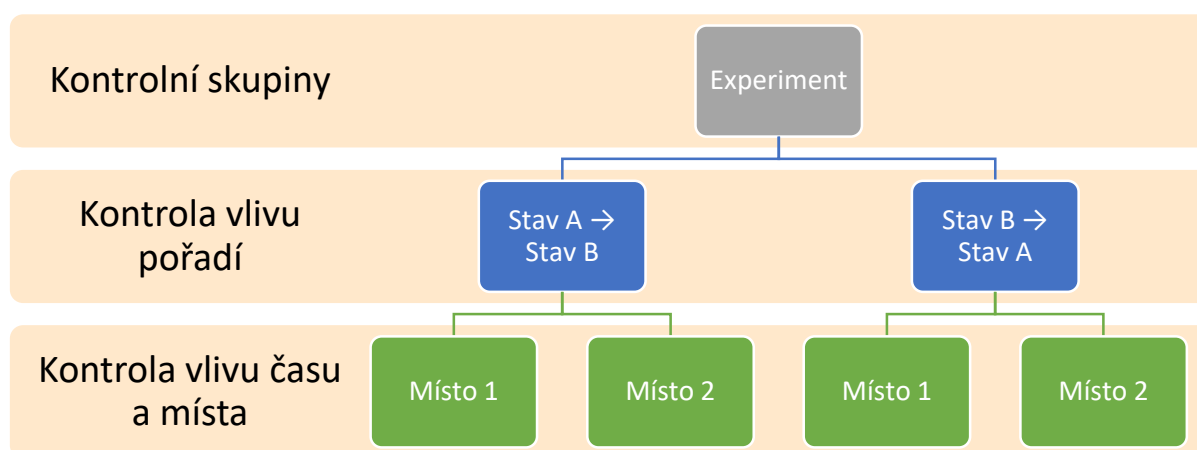 Kontrolní skupiny
Experiment
Kontrola vlivu
pořadí
Stav A →
Stav B
Stav B →
Stav A
Kontrola vlivu času
a místa
Místo 1
Místo 2
Místo 1
Místo 2